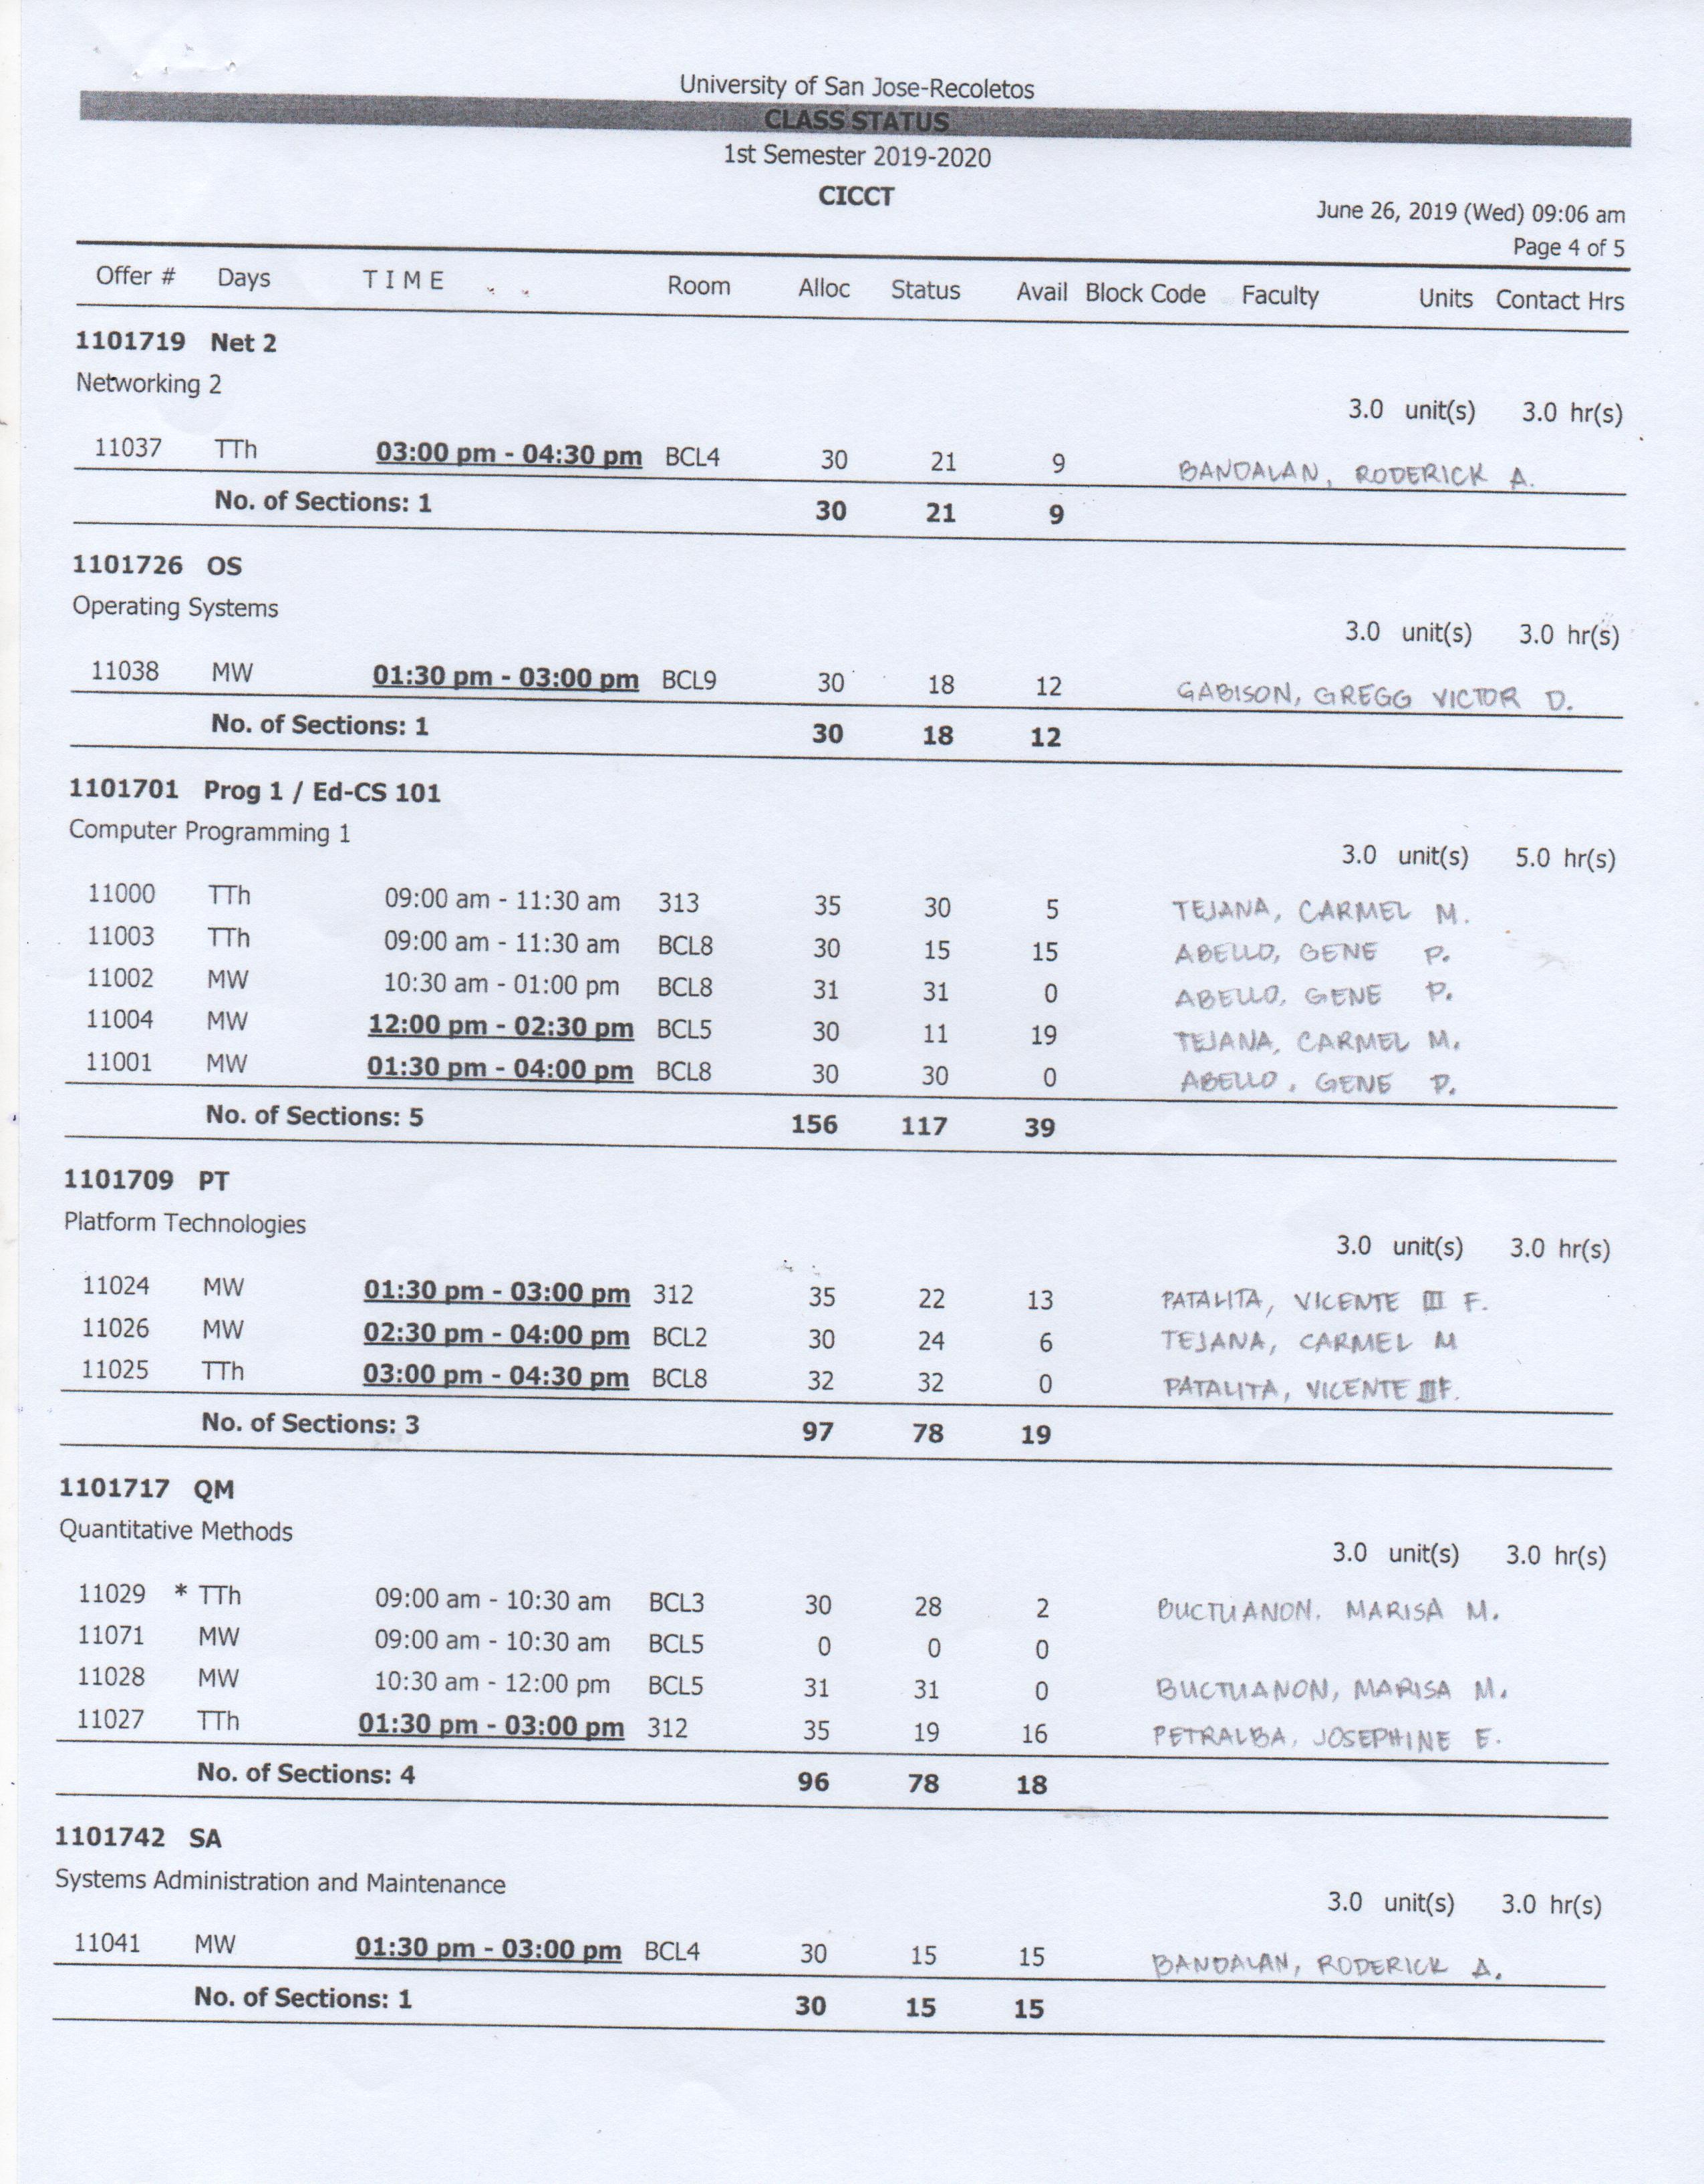 University of San Jose-Recoletos
CLASS STATUS
1st Semester 2019-2020
CICCT
June 26, 2019 (Wed) 09:06 am
Page 4 of 5
Offer # Days TIME Room Alloc Status Avail Block Code Faculty Units Contact Hrs
1101719 Net 2
Networking 2
3.0 unit(s) 3.0 hr(s)
11037 TTh 03:00 pm - 04:30 pm BCL4 30 21 9 BANDALAN, RODERICK A.
No. of Sections: 1 30 21 9
1101726 OS
Operating Systems
3.0 unit(s) 3.0 hr(s)
11038 MW 01:30 pm - 03:00 pm BCL9 30 18 12 GABISON, GREGG VICTOR D.
No. of Sections: 1 30 18 12
1101701 Prog 1 / Ed-CS 101
Computer Programming 1
3.0 unit(s) 5.0 hr(s)
11000 TTh 09:00 am - 11:30 am 313 35 30 5 TEJANA, CARMEL M.
11003 TTh 09:00 am - 11:30 am BCL8 30 15 15 ABELLO, GENE P.
11002 MW 10:30 am - 01:00 pm BCL8 31 31 0 ABELLO, GENE P.
11004 MW 12:00 pm - 02:30 pm BCL5 30 11 19 TEJANA, CARMEL M.
11001 MW 01:30 pm - 04:00 pm BCL8 30 30 0 ABELLO, GENE P.
No. of Sections: 5 156 117 39
1101709 PT
Platform Technologies
3.0 unit(s) 3.0 hr(s)
11024 MW 01:30 pm - 03:00 pm 312 35 22 13 PATALITA, VICENTE III F.
11026 MW 02:30 pm - 04:00 pm BCL2 30 24 6 TEJANA, CARMEL M
11025 TTh 03:00 pm - 04:30 pm BCL8 32 32 0 PATALITA, VICENTE III F.
No. of Sections: 3 97 78 19
1101717 QM
Quantitative Methods
3.0 unit(s) 3.0 hr(s)
11029 * TTh 09:00 am - 10:30 am BCL3 30 28 2 BUCTUANON, MARISA M.
11071 MW 09:00 am - 10:30 am BCL5 0 0 0
11028 MW 10:30 am - 12:00 pm BCL5 31 31 0 BUCTUANON, MARISA M.
11027 TTh 01:30 pm - 03:00 pm 312 35 19 16 PETRALBA, JOSEPHINE E.
No. of Sections: 4 96 78 18
1101742 SA
Systems Administration and Maintenance
3.0 unit(s) 3.0 hr(s)
11041 MW 01:30 pm - 03:00 pm BCL4 30 15 15 BANDALAN, RODERICK A.
No. of Sections: 1 30 15 15